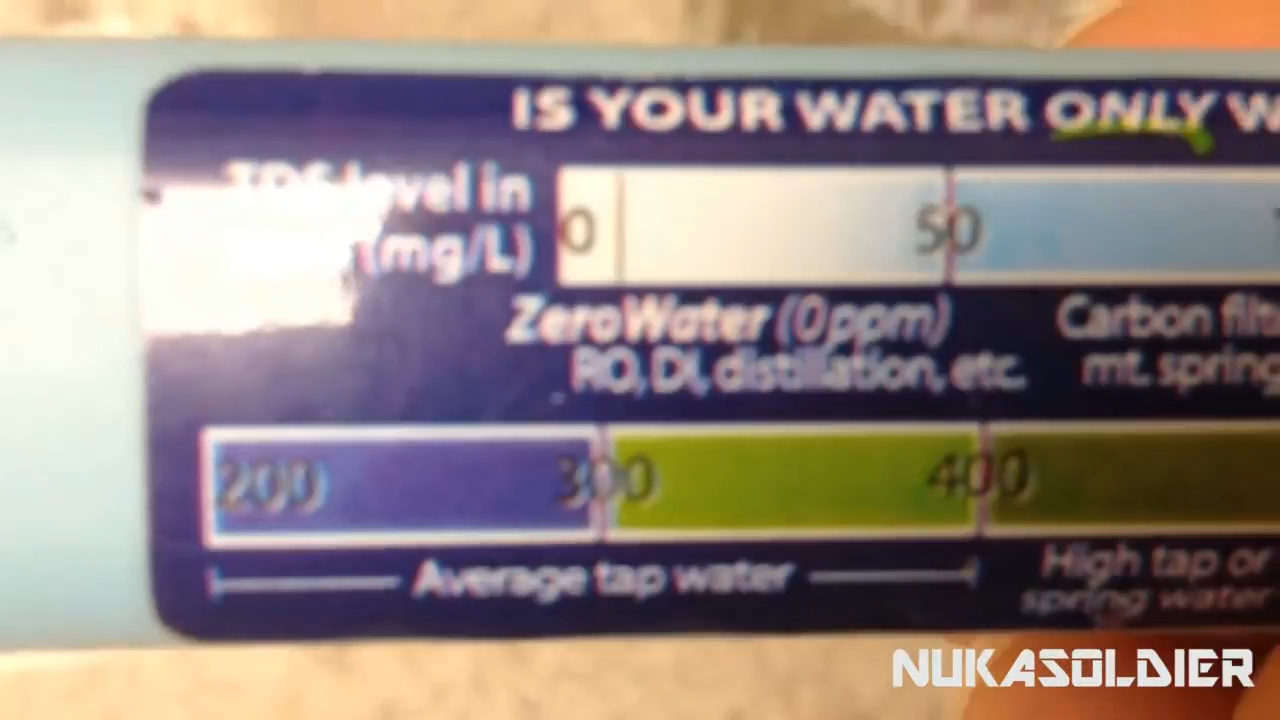 IS YOUR WATER ONLY
TDS level in
(mg/L)
0 50
ZeroWater (0ppm)
RO, DI, distillation, etc.
Carbon
mt. spring
200 300 400
Average tap water
High tap or
spring water
NUKASOLDIER